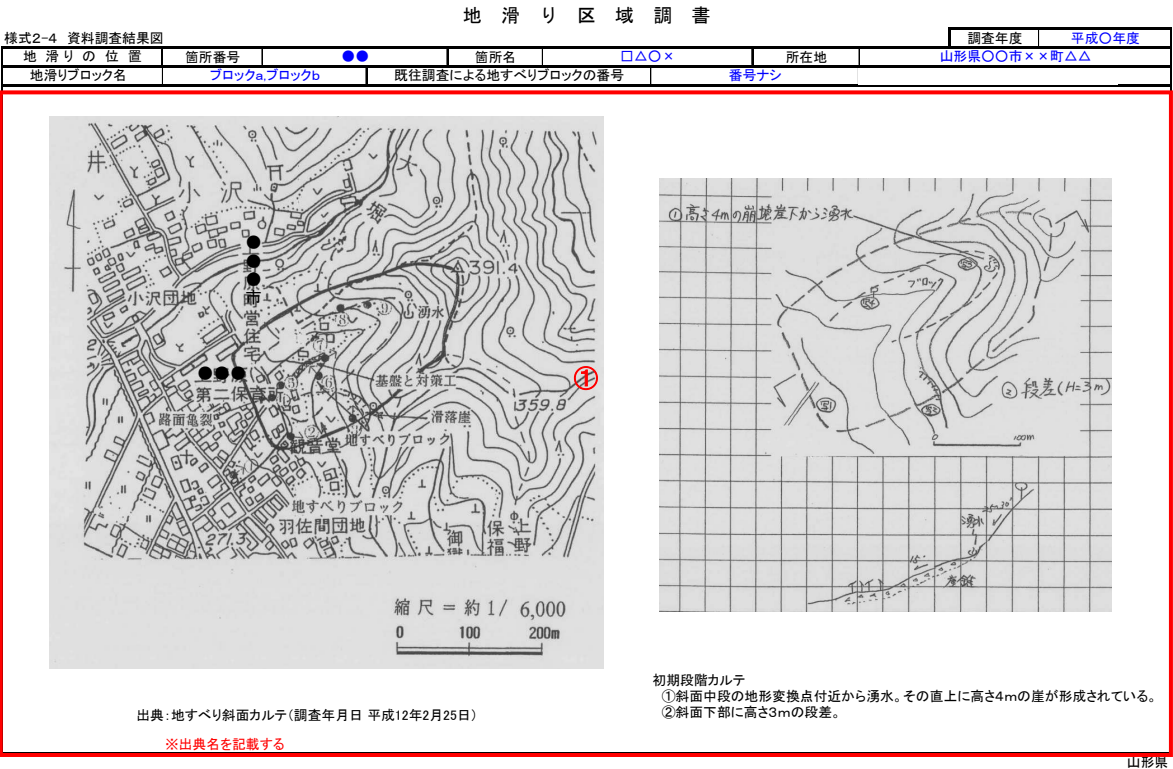 地滑り区域調書
様式2-4 資料調査結果図
調査年度 平成〇年度
地滑りの位置 箇所番号 ●● 箇所名 □△〇× 所在地 山形県〇〇市××町△△
地滑りブロック名 ブロックa,ブロックb 既往調査による地すべりブロックの番号 番号ナシ
井
小沢
大
堀
391.4
市
町営住宅
小沢団地
湧水
⑨
⑧
①
基盤と対策工
359.8
第二保育所
路面亀裂
滑落崖
地すべりブロック
観音堂
地すべりブロック
羽佐間団地
271.3
御
保福
上野
縮尺=約1/6,000
0 100 200m
①高さ4mの崩壊崖下から湧水
ブロック
②段差(H=3m)
0 100m
湧水
25~30°
15°
崖錐
初期段階カルテ
①斜面中段の地形変換点付近から湧水。その直上に高さ4mの崖が形成されている。
②斜面下部に高さ3mの段差。
出典:地すべり斜面カルテ(調査年月日 平成12年2月25日)
※出典名を記載する
山形県